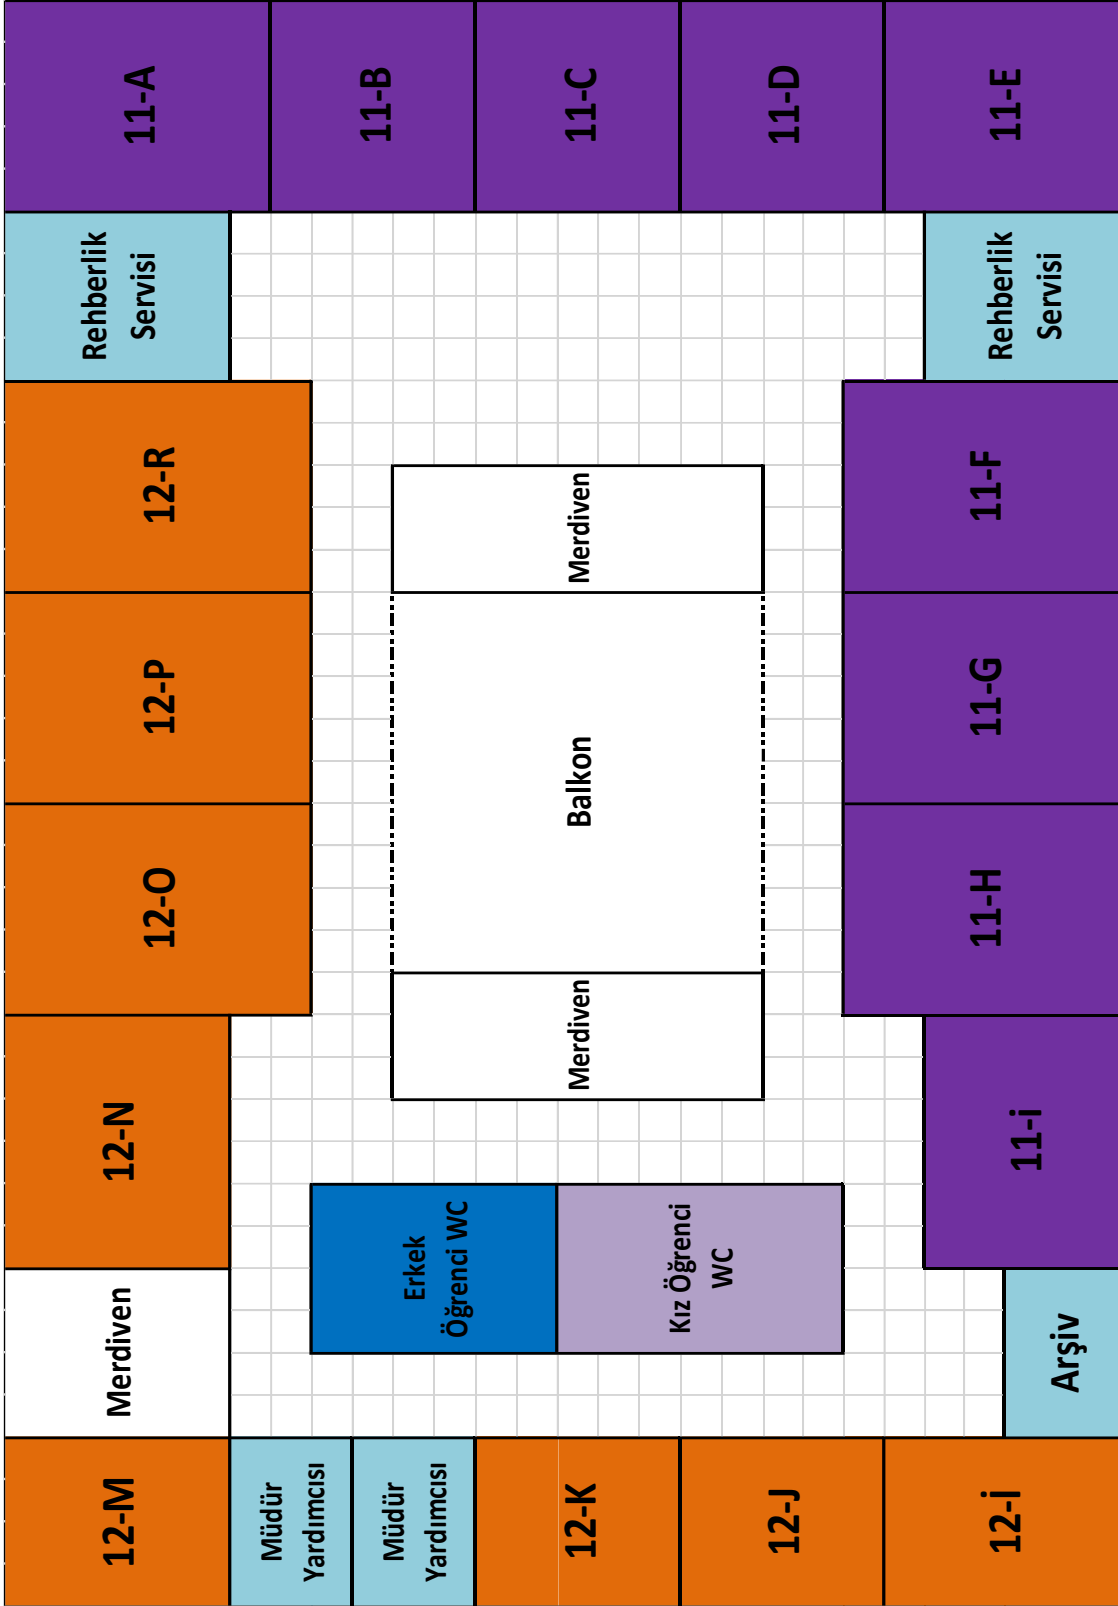 12-M
Merdiven
12-N
12-O
12-P
12-R
Rehberlik
Servisi
11-A
Müdür
Yardımcısı
Müdür
Yardımcısı
Erkek
Öğrenci WC
11-B
12-K
Kız Öğrenci
WC
Merdiven
Balkon
Merdiven
11-C
12-J
11-D
12-İ
Arşiv
11-i
11-H
11-G
11-F
Rehberlik
Servisi
11-E